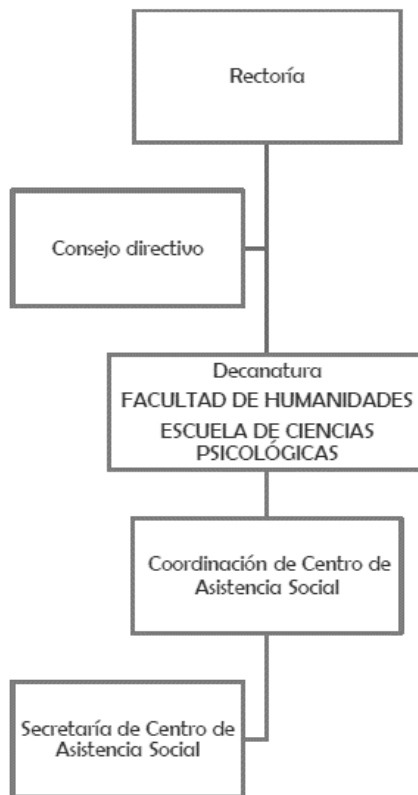 Rectoría
Consejo directivo
Decanatura
FACULTAD DE HUMANIDADES
ESCUELA DE CIENCIAS
PSICOLÓGICAS
Coordinación de Centro de
Asistencia Social
Secretaría de Centro de
Asistencia Social